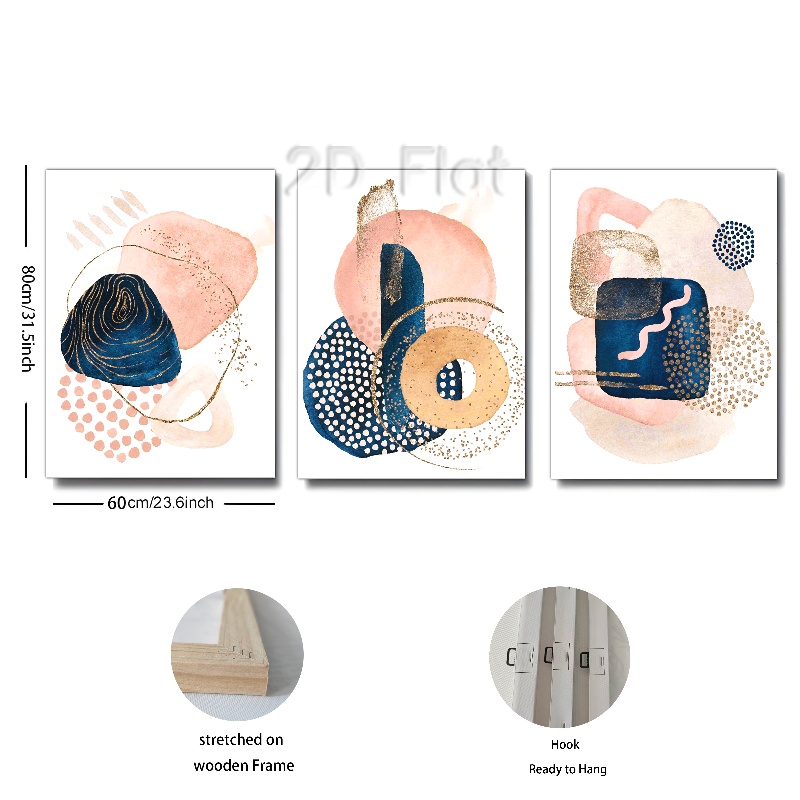 2D Flat
80cm/31.5inch
60cm/23.6inch
stretched on
wooden Frame
Hook
Ready to Hang